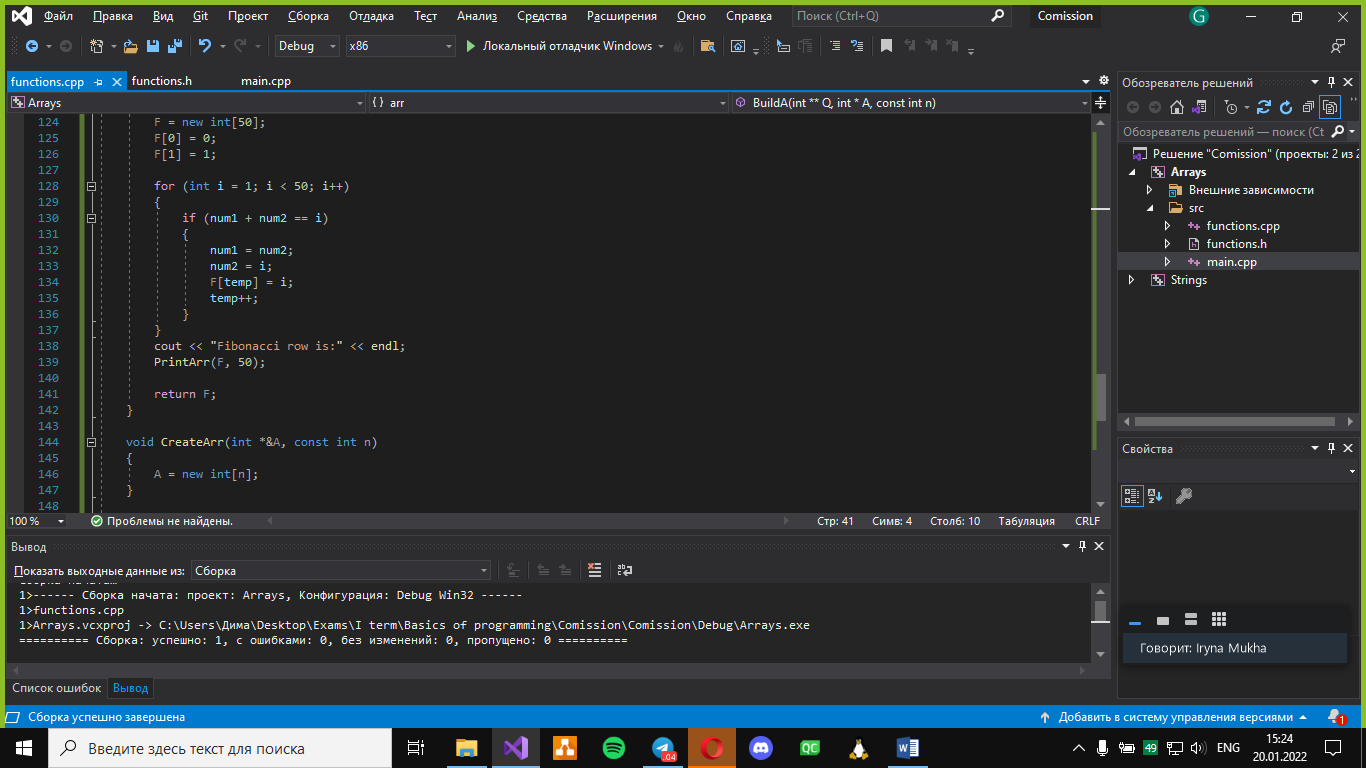 Файл Правка Вид Git Проект Сборка Отладка Тест Анализ Средства Расширения Окно Справка Поиск (Ctrl+Q) Comission G
Debug x86 Локальный отладчик Windows
functions.cpp functions.h main.cpp
Arrays {} arr BuildA(int ** Q, int * A, const int n)
124 F = new int[50];
125 F[0] = 0;
126 F[1] = 1;
127
128 for (int i = 1; i < 50; i++)
129 {
130 if (num1 + num2 == i)
131 {
132 num1 = num2;
133 num2 = i;
134 F[temp] = i;
135 temp++;
136 }
137 }
138 cout << "Fibonacci row is:" << endl;
139 PrintArr(F, 50);
140
141 return F;
142 }
143
144 void CreateArr(int *&A, const int n)
145 {
146 A = new int[n];
147 }
148
100 % Проблемы не найдены. Стр: 41 Симв: 4 Столб: 10 Табуляция CRLF
Вывод
Показать выходные данные из: Сборка
1>------ Сборка начата: проект: Arrays, Конфигурация: Debug Win32 ------
1>functions.cpp
1>Arrays.vcxproj -> C:\Users\Дима\Desktop\Exams\I term\Basics of programming\Comission\Comission\Debug\Arrays.exe
========== Сборка: успешно: 1, с ошибками: 0, без изменений: 0, пропущено: 0 ==========
Список ошибок Вывод
Обозреватель решений
Обозреватель решений — поиск (Ct
Решение "Comission" (проекты: 2 из 2
Arrays
Внешние зависимости
src
functions.cpp
functions.h
main.cpp
Strings
Свойства
Говорит: Iryna Mukha
Сборка успешно завершена Добавить в систему управления версиями 1
Введите здесь текст для поиска .04 QC W 49 ENG 15:24
20.01.2022